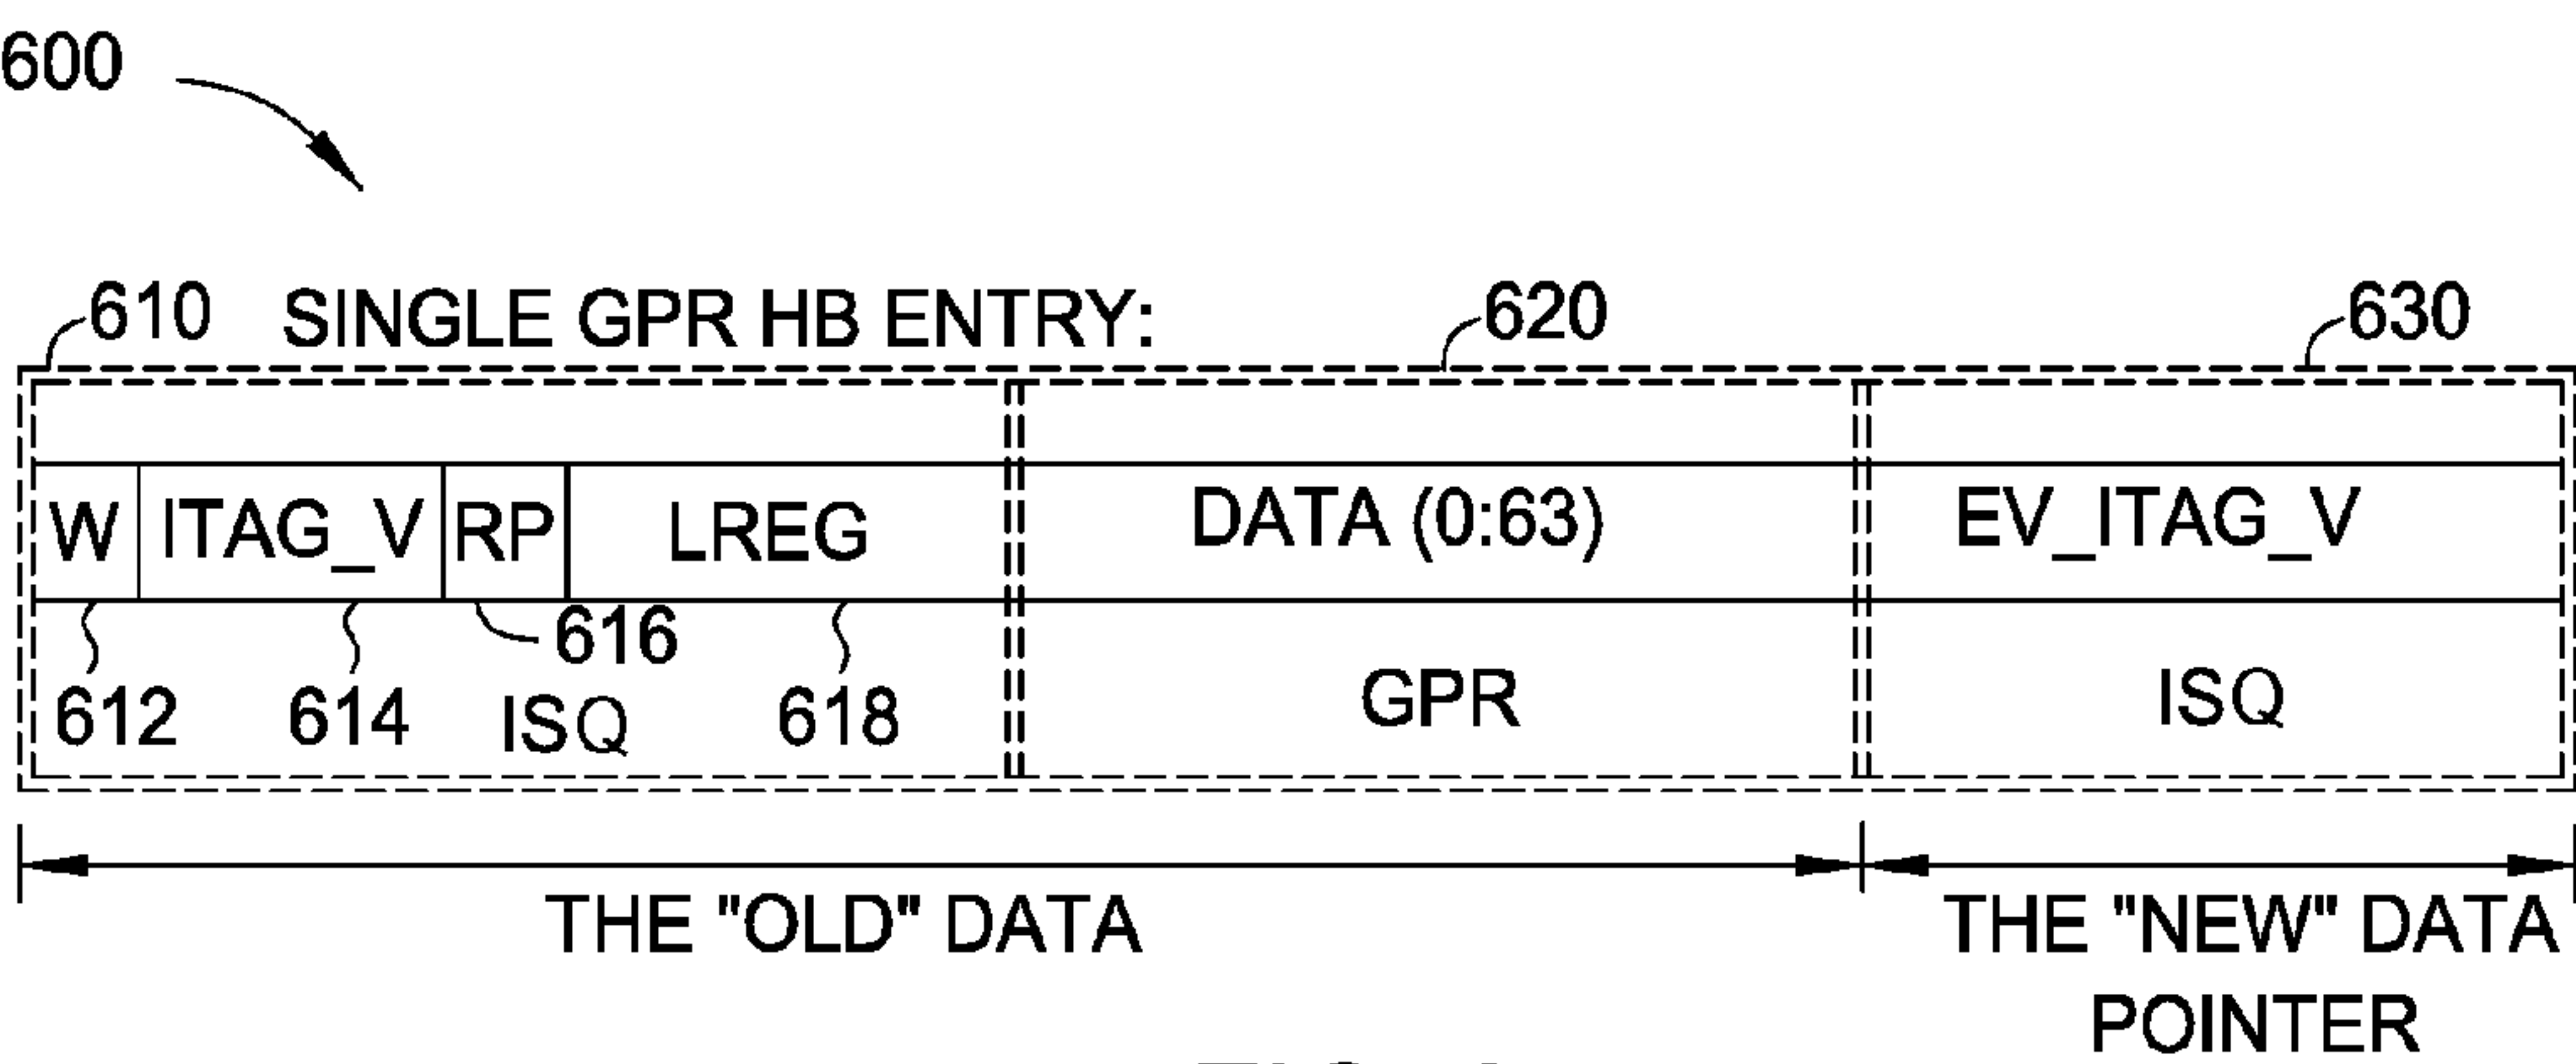 600
610 SINGLE GPR HB ENTRY: 620 630
W ITAG_V RP LREG DATA (0:63) EV_ITAG_V
616
612 614 ISQ 618 GPR ISQ
THE "OLD" DATA THE "NEW" DATA
POINTER